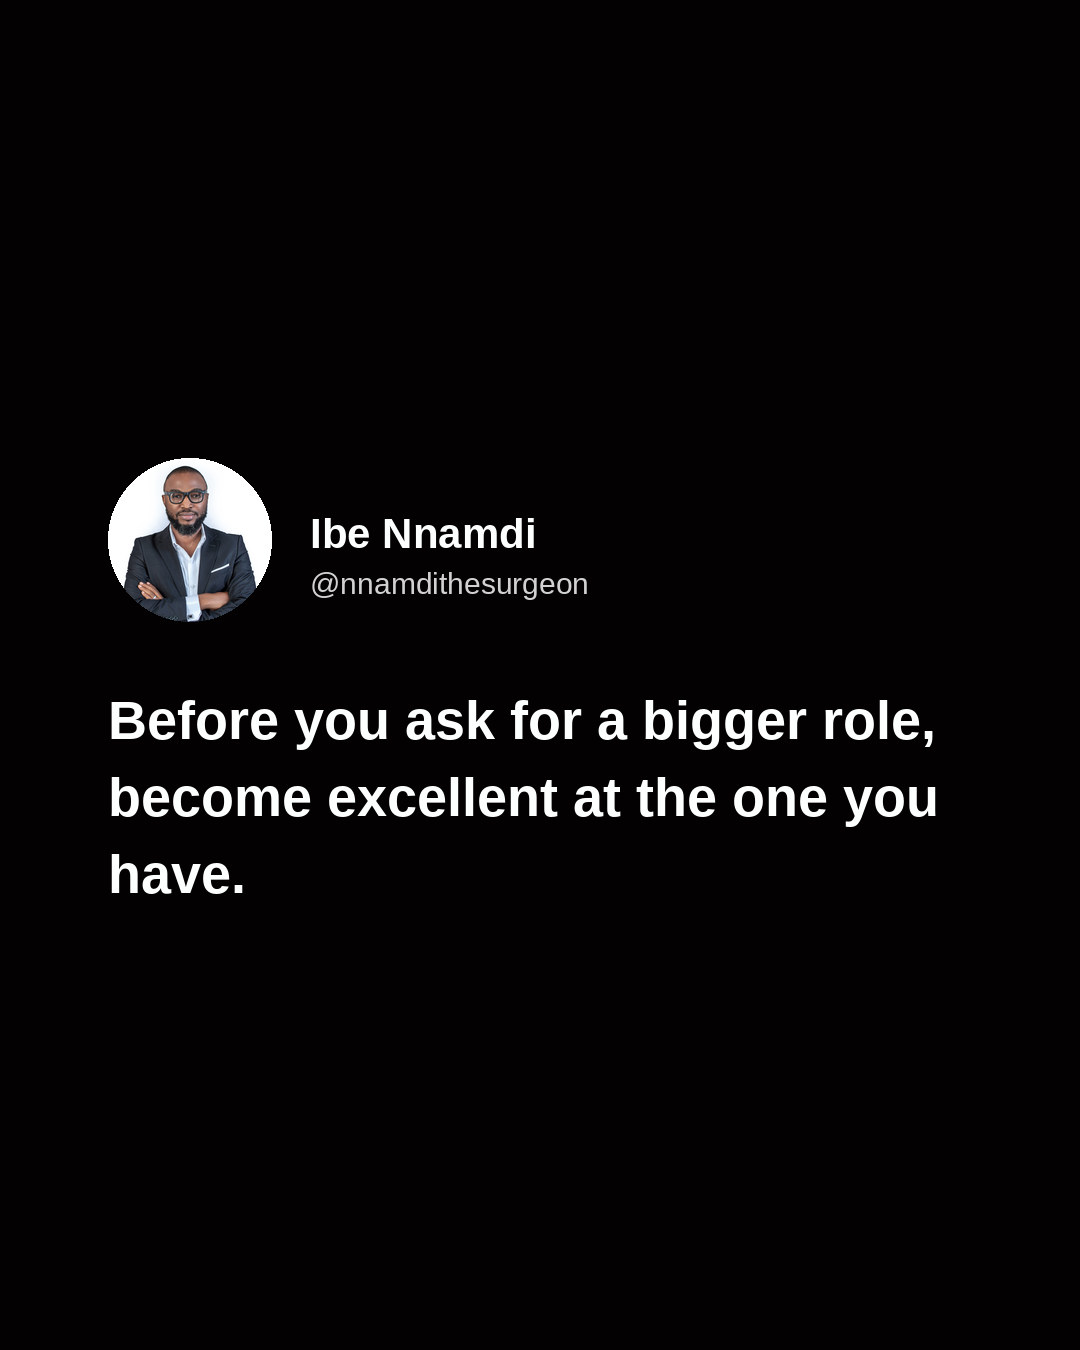 Ibe Nnamdi
@nnamdithesurgeon
Before you ask for a bigger role,
become excellent at the one you
have.